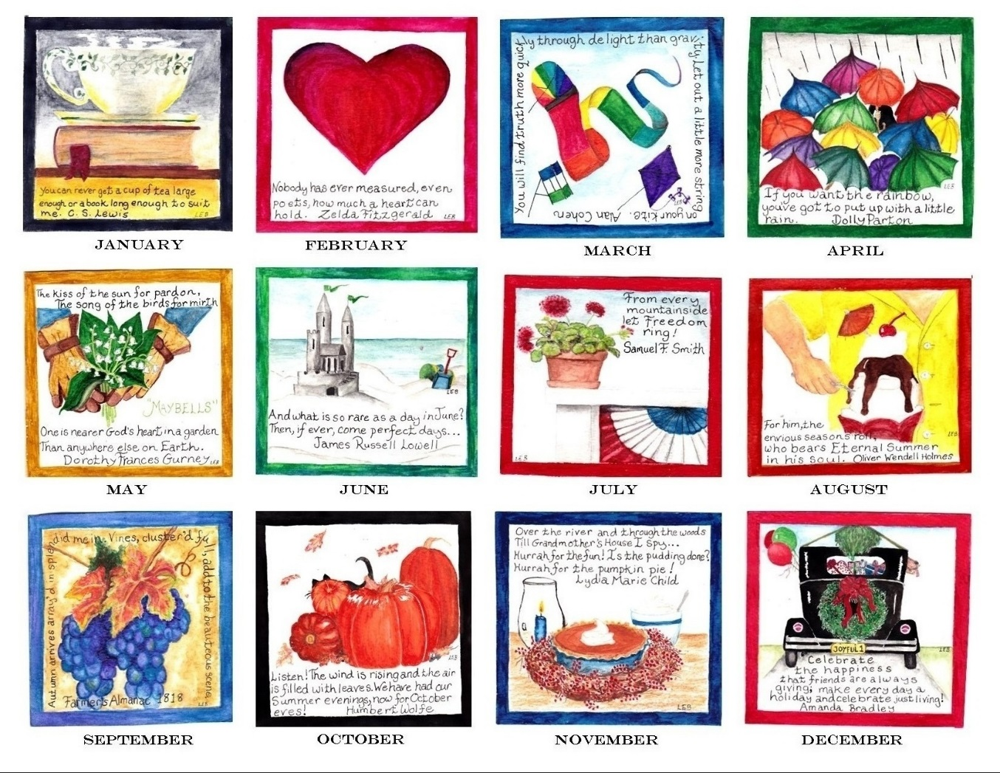 You can never get a cup of tea large
enough or a book long enough to suit
me. C. S. Lewis
LEB
JANUARY
Nobody has ever measured, even
poets, how much a heart can
hold. Zelda Fitzgerald
LEB
FEBRUARY
You will find truth more quickly through delight than gravity, let out a little more string
on your kite. Alan Cohen
LEB
MARCH
If you want the rainbow,
youve got to put up with a little
rain. Dolly Parton
LEB
APRIL
The kiss of the sun for pardon,
The song of the birds for mirth
"MAYBELLS"
One is nearer God's heart in a garden
Than anywhere else on Earth.
Dorothy Frances Gurney
LEB
MAY
LEB
And what is so rare as a day in June?
Then, if ever, come perfect days...
James Russell Lowell
JUNE
From every
mountainside
let Freedom
ring!
Samuel F. Smith
LEB
JULY
For him, the
envious seasons roll,
who bears Eternal Summer
in his soul. Oliver Wendell Holmes
LEB
AUGUST
Autumn arrives array'd in splendid mein. Vines, cluster'd full, add to the beauteous scene,
Farmer's Almanac 1818
LEB
SEPTEMBER
LEB
Listen! The wind is rising and the air
is filled with leaves. We have had our
Summer evenings, now for October
eves! Humbert Wolfe
OCTOBER
Over the river and through the woods
Till Grandmother's House I Spy...
Hurrah for the fun! Is the pudding done?
Hurrah for the pumpkin pie!
Lydia Marie Child
LEB
NOVEMBER
JOYFUL1
LEB
Celebrate
the happiness
that friends are always
giving; make every day a
holiday and celebrate just living!
Amanda Bradley
DECEMBER